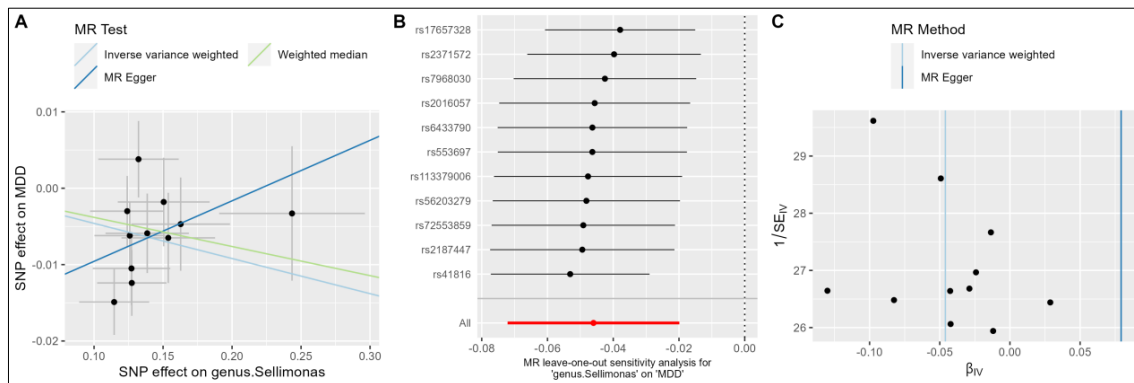 A
MR Test
Inverse variance weighted
Weighted median
MR Egger
SNP effect on MDD
0.01
0.00
-0.01
-0.02
0.10
0.15
0.20
0.25
0.30
SNP effect on genus.Sellimonas
B
rs17657328
rs2371572
rs7968030
rs2016057
rs6433790
rs553697
rs113379006
rs56203279
rs72553859
rs2187447
rs41816
All
-0.08
-0.06
-0.04
-0.02
0.00
MR leave-one-out sensitivity analysis for
'genus.Sellimonas' on 'MDD'
C
MR Method
Inverse variance weighted
MR Egger
1/SEIV
29
28
27
26
-0.10
-0.05
0.00
0.05
βIV